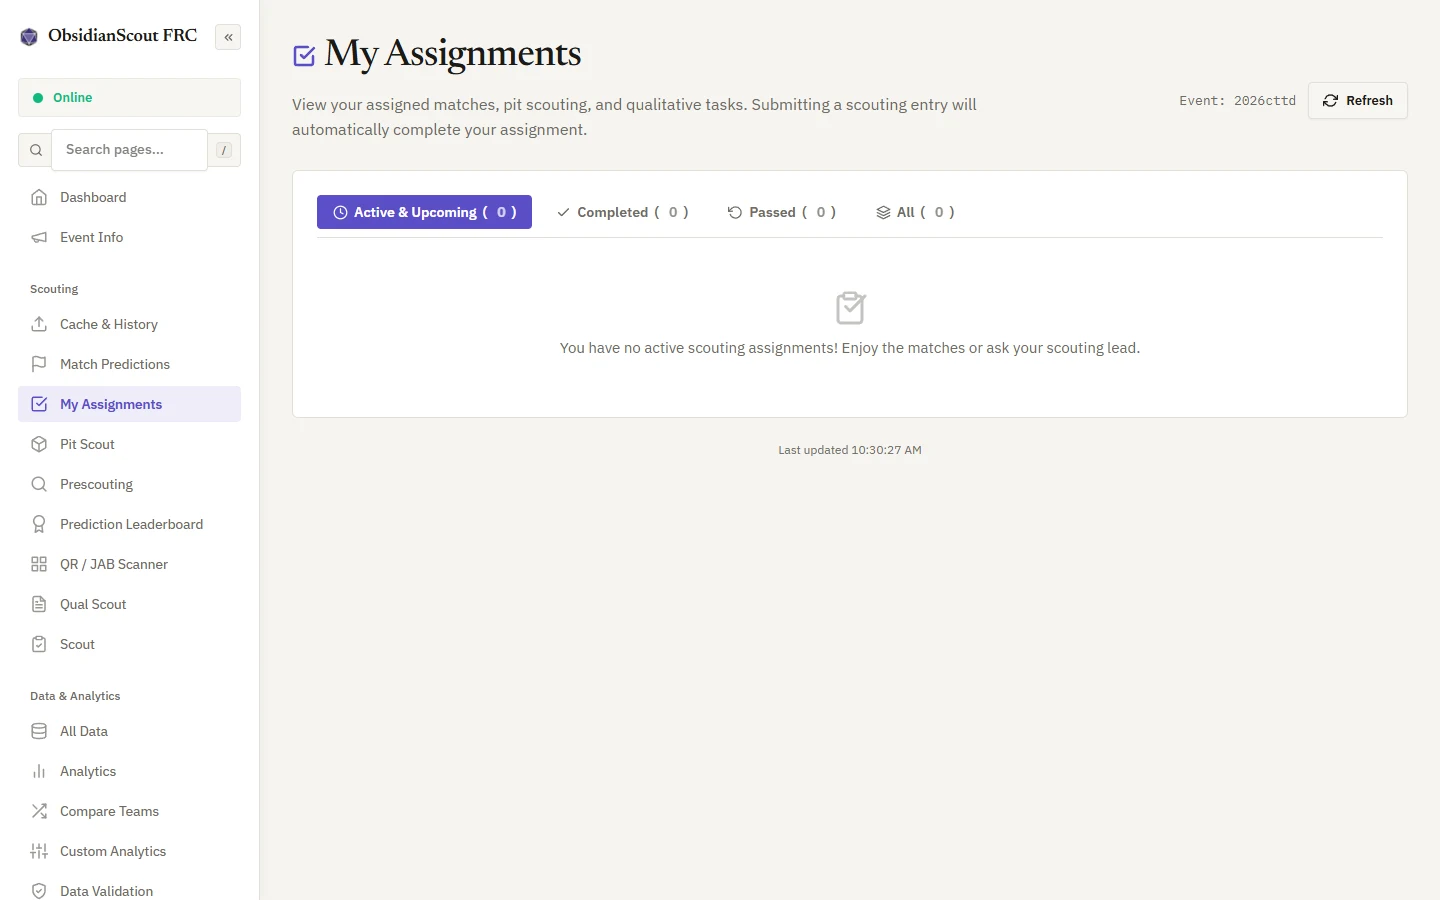 ObsidianScout FRC
«
Online
Search pages...
/
Dashboard
Event Info
Scouting
Cache & History
Match Predictions
My Assignments
Pit Scout
Prescouting
Prediction Leaderboard
QR / JAB Scanner
Qual Scout
Scout
Data & Analytics
All Data
Analytics
Compare Teams
Custom Analytics
Data Validation
My Assignments
View your assigned matches, pit scouting, and qualitative tasks. Submitting a scouting entry will
automatically complete your assignment.
Event: 2026cttd
Refresh
Active & Upcoming ( 0 )
Completed ( 0 )
Passed ( 0 )
All ( 0 )
You have no active scouting assignments! Enjoy the matches or ask your scouting lead.
Last updated 10:30:27 AM